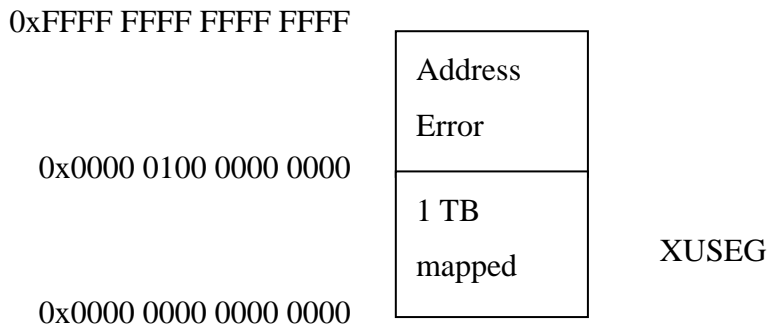 0xFFFF FFFF FFFF FFFF
Address
Error
0x0000 0100 0000 0000
1 TB
mapped
XUSEG
0x0000 0000 0000 0000